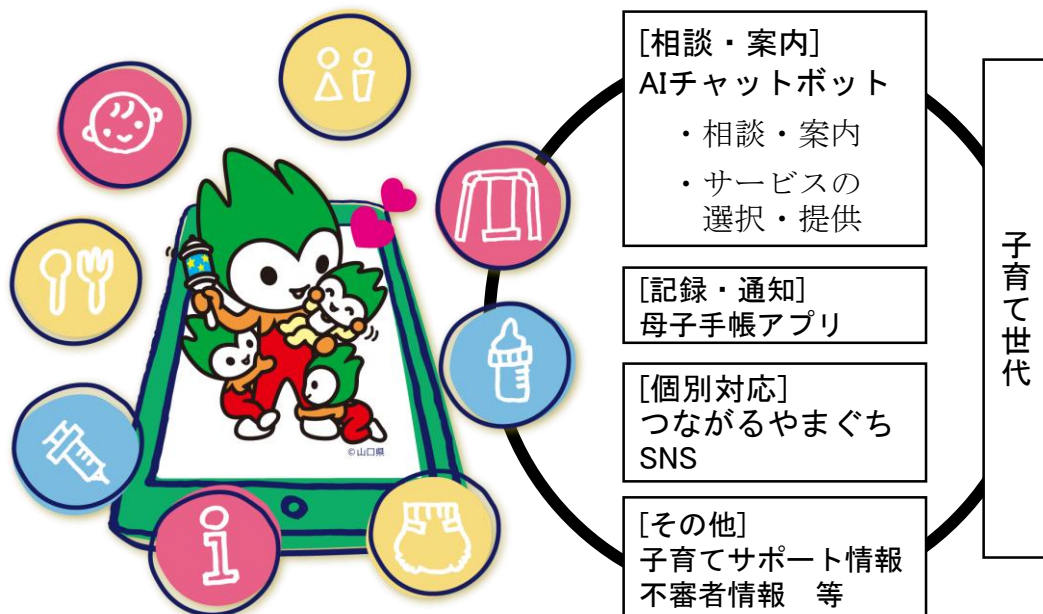 [相談・案内]
AIチャットボット
・相談・案内
・サービスの
選択・提供
[記録・通知]
母子手帳アプリ
[個別対応]
つながるやまぐち
SNS
[その他]
子育てサポート情報
不審者情報　等
子育て世代
©山口県